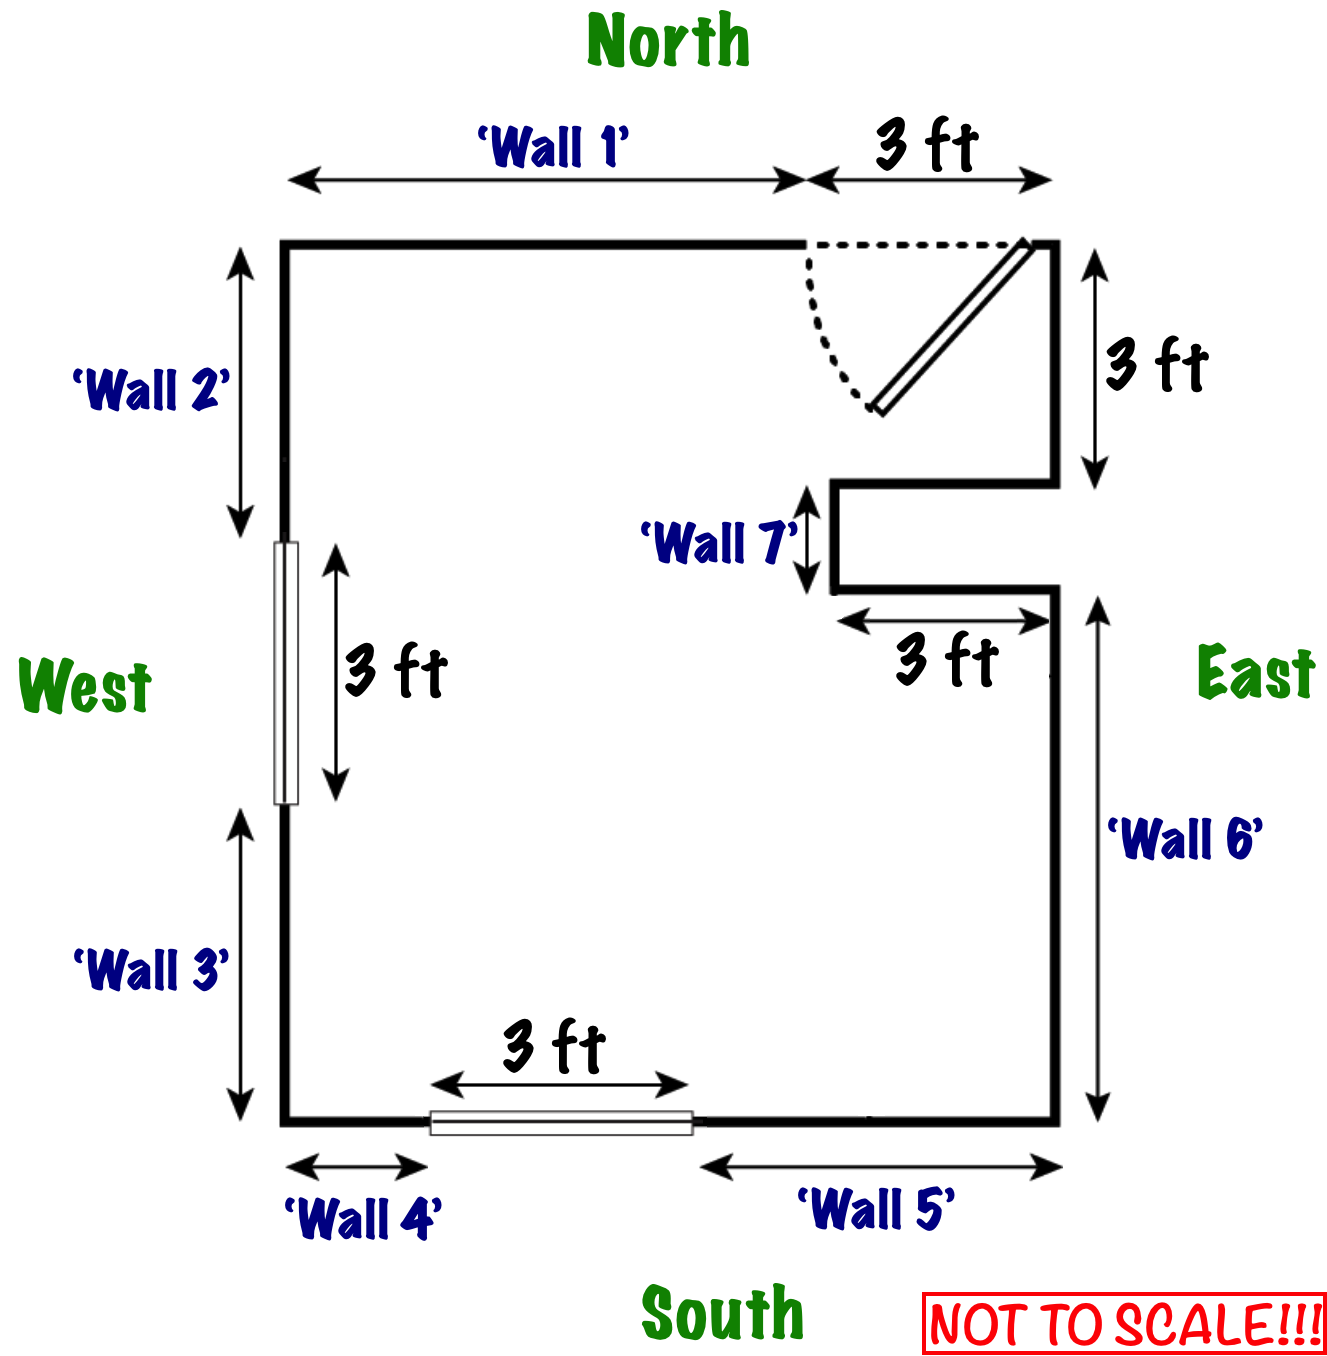 North
‘Wall 1’
3 ft
‘Wall 2’
3 ft
‘Wall 7’
3 ft
3 ft
West
East
‘Wall 6’
‘Wall 3’
3 ft
‘Wall 4’
‘Wall 5’
South
NOT TO SCALE!!!